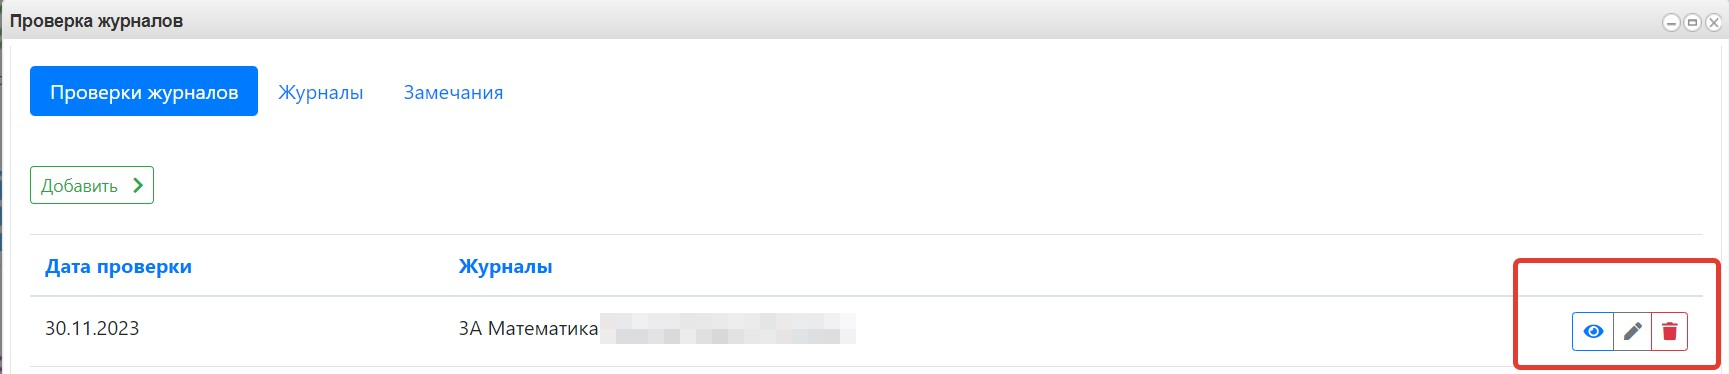 Проверка журналов
Проверки журналов Журналы Замечания
Добавить
Дата проверки Журналы
30.11.2023 3А Математика